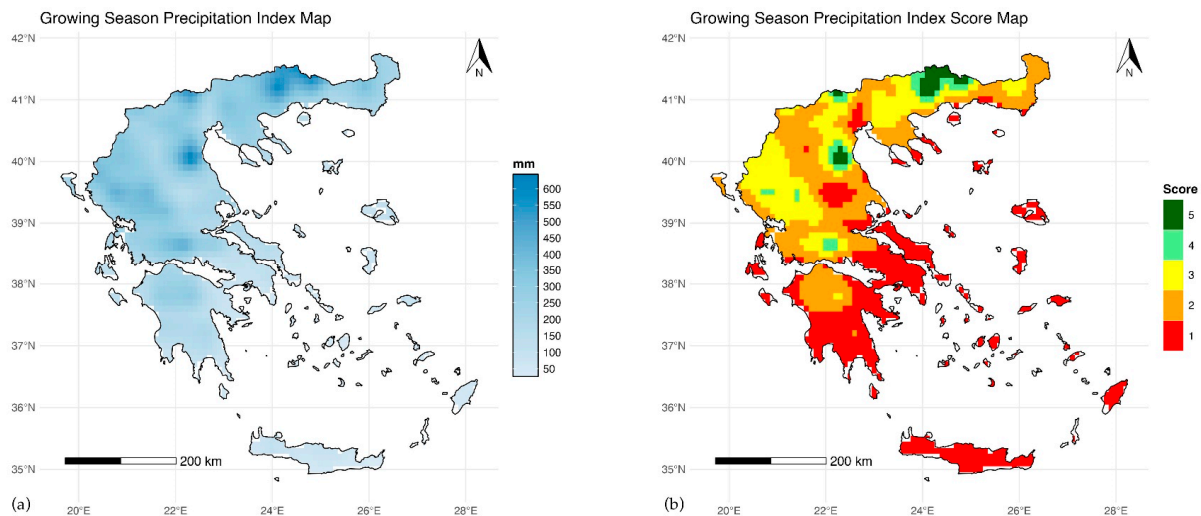 Growing Season Precipitation Index Map
42°N
41°N
40°N
39°N
38°N
37°N
36°N
35°N
N
mm
600
550
500
450
400
350
300
250
200
150
100
50
200 km
(a)
20°E
22°E
24°E
26°E
28°E
Growing Season Precipitation Index Score Map
42°N
41°N
40°N
39°N
38°N
37°N
36°N
35°N
N
Score
5
4
3
2
1
200 km
(b)
20°E
22°E
24°E
26°E
28°E